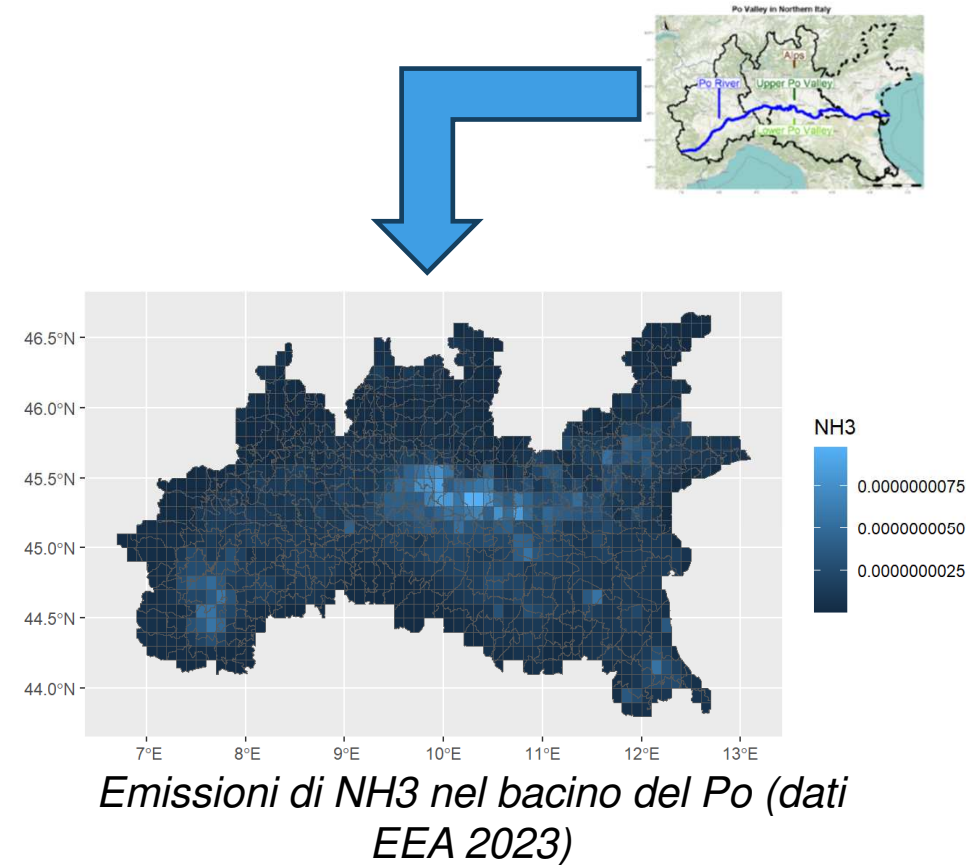 Po Valley in Northern Italy
Alps
Po River
Upper Po Valley
Lower Po Valley
46.5°N
46.0°N
45.5°N
45.0°N
44.5°N
44.0°N
7°E 8°E 9°E 10°E 11°E 12°E 13°E
NH3
0.0000000075
0.0000000050
0.0000000025
Emissioni di NH3 nel bacino del Po (dati
EEA 2023)